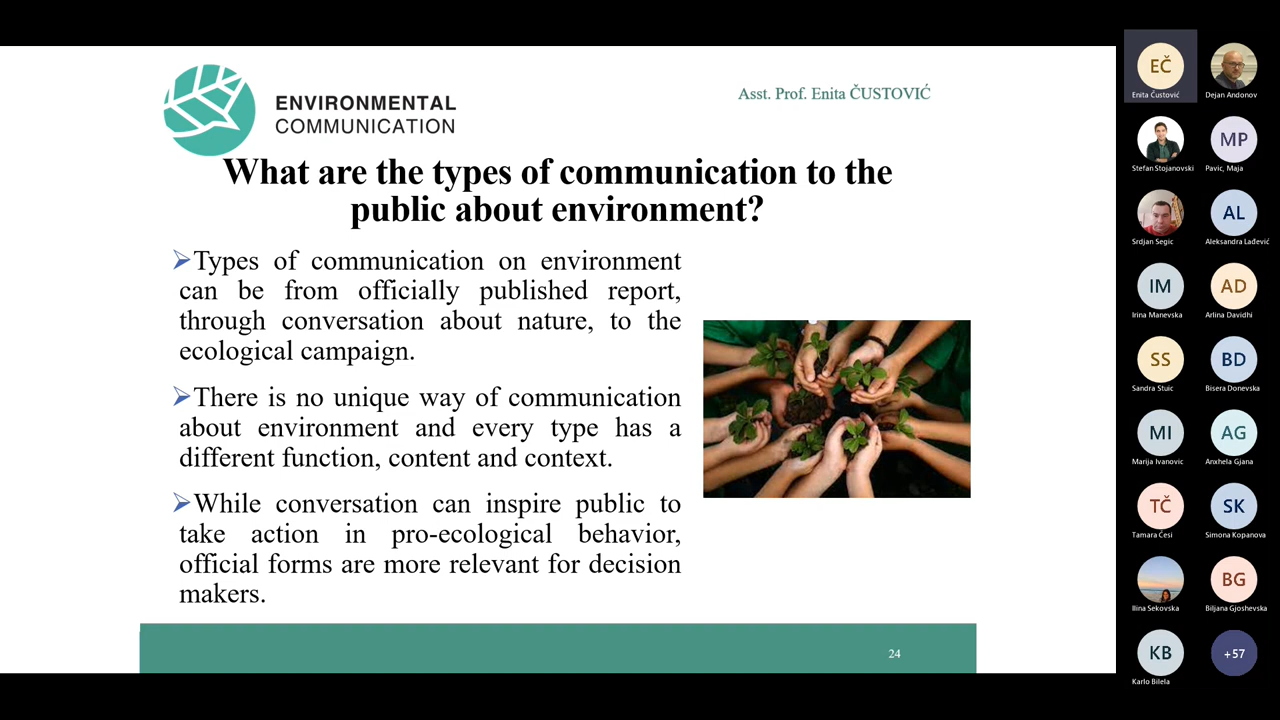 ENVIRONMENTAL
COMMUNICATION
Asst. Prof. Enita ČUSTOVIĆ
What are the types of communication to the
public about environment?
➢Types of communication on environment
can be from officially published report,
through conversation about nature, to the
ecological campaign.
➢There is no unique way of communication
about environment and every type has a
different function, content and context.
➢While conversation can inspire public to
take action in pro-ecological behavior,
official forms are more relevant for decision
makers.
24
EČ
Enita Čustović
Dejan Andonov
Stefan Stojanovski
MP
Pavic, Maja
Srdjan Segic
AL
Aleksandra Lađević
IM
Irina Manevska
AD
Arlina Davidhi
SS
Sandra Stuic
BD
Bisera Donevska
MI
Marija Ivanovic
AG
Anxhela Gjana
TČ
Tamara Ćesi
SK
Simona Kopanova
Ilina Sekovska
BG
Biljana Gjoshevska
KB
Karlo Bilela
+57